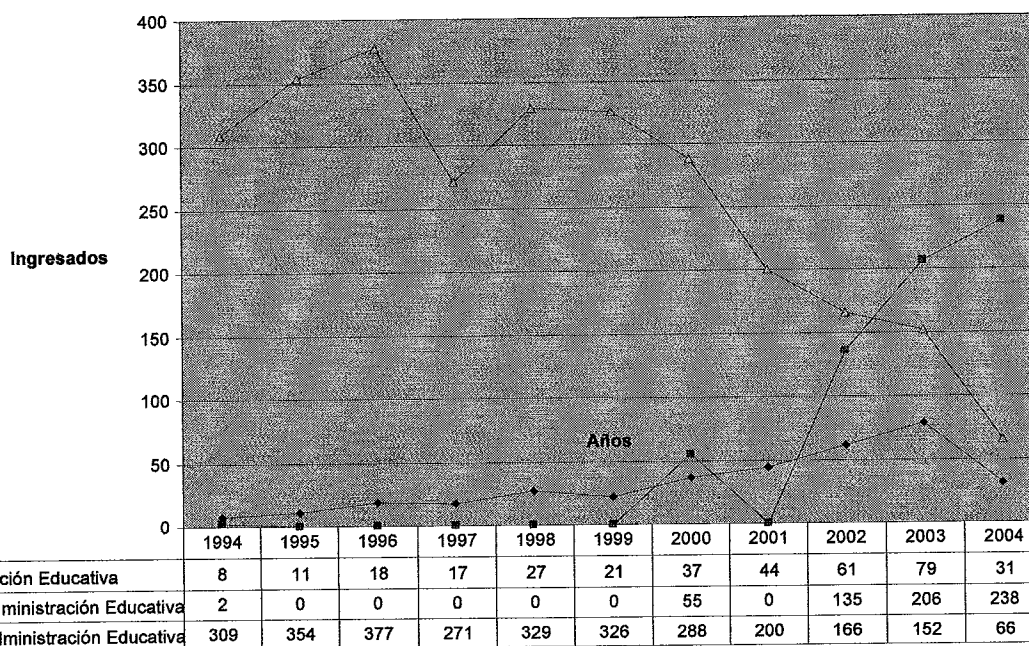 400
350
300
250
Ingresados
200
150
100
Años
50
0
1994 1995 1996 1997 1998 1999 2000 2001 2002 2003 2004
ción Educativa 8 11 18 17 27 21 37 44 61 79 31
ministración Educativa 2 0 0 0 0 0 55 0 135 206 238
lministración Educativa 309 354 377 271 329 326 288 200 166 152 66